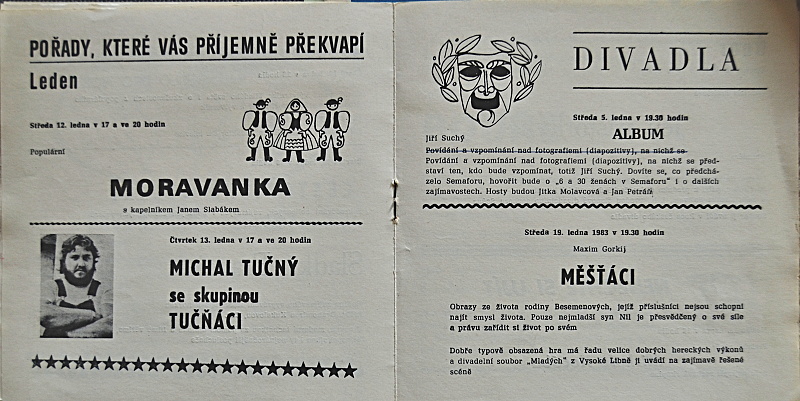 POŘADY, KTERÉ VÁS PŘÍJEMNĚ PŘEKVAPÍ
Leden
Středa 12. ledna v 17 a ve 20 hodin
Populární
MORAVANKA
s kapelníkem Janem Slabákem
Čtvrtek 13. ledna v 17 a ve 20 hodin
MICHAL TUČNÝ
se skupinou
TUČŇÁCI
DIVADLA
Středa 5. ledna v 19.30 hodin
Jiří Suchý
ALBUM
Povídání a vzpomínání nad fotografiemi (diapozitivy), na nichž se
Povídání a vzpomínání nad fotografiemi (diapozitivy), na nichž se před-
staví ten, kdo bude vzpomínat, totiž Jiří Suchý. Dovíte se, co předchá-
zelo Semaforu, hovořit bude o „6 a 30 ženách v Semaforu" i o dalších
zajímavostech. Hosty budou Jitka Molavcová a Jan Petráň
Středa 19. ledna 1983 v 19.30 hodin
Maxim Gorkij
MĚŠŤÁCI
Obrazy ze života rodiny Besemenových, jejíž příslušníci nejsou schopni
najít smysl života. Pouze nejmladší syn Nil je přesvědčený o své síle
a právu zařídit si život po svém
Dobře typově obsazená hra má řadu velice dobrých hereckých výkonů
a divadelní soubor „Mladých" z Vysoké Libně ji uvádí na zajímavě řešené
scéně